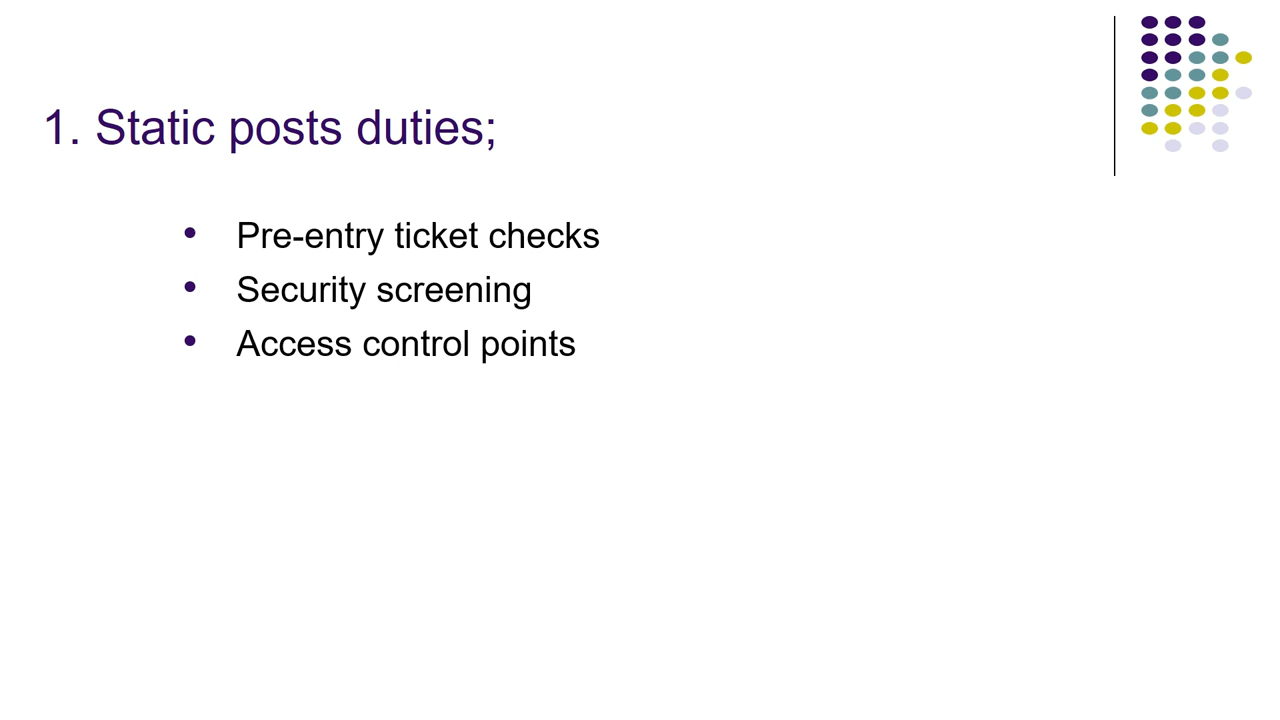 1. Static posts duties;
• Pre-entry ticket checks
• Security screening
• Access control points